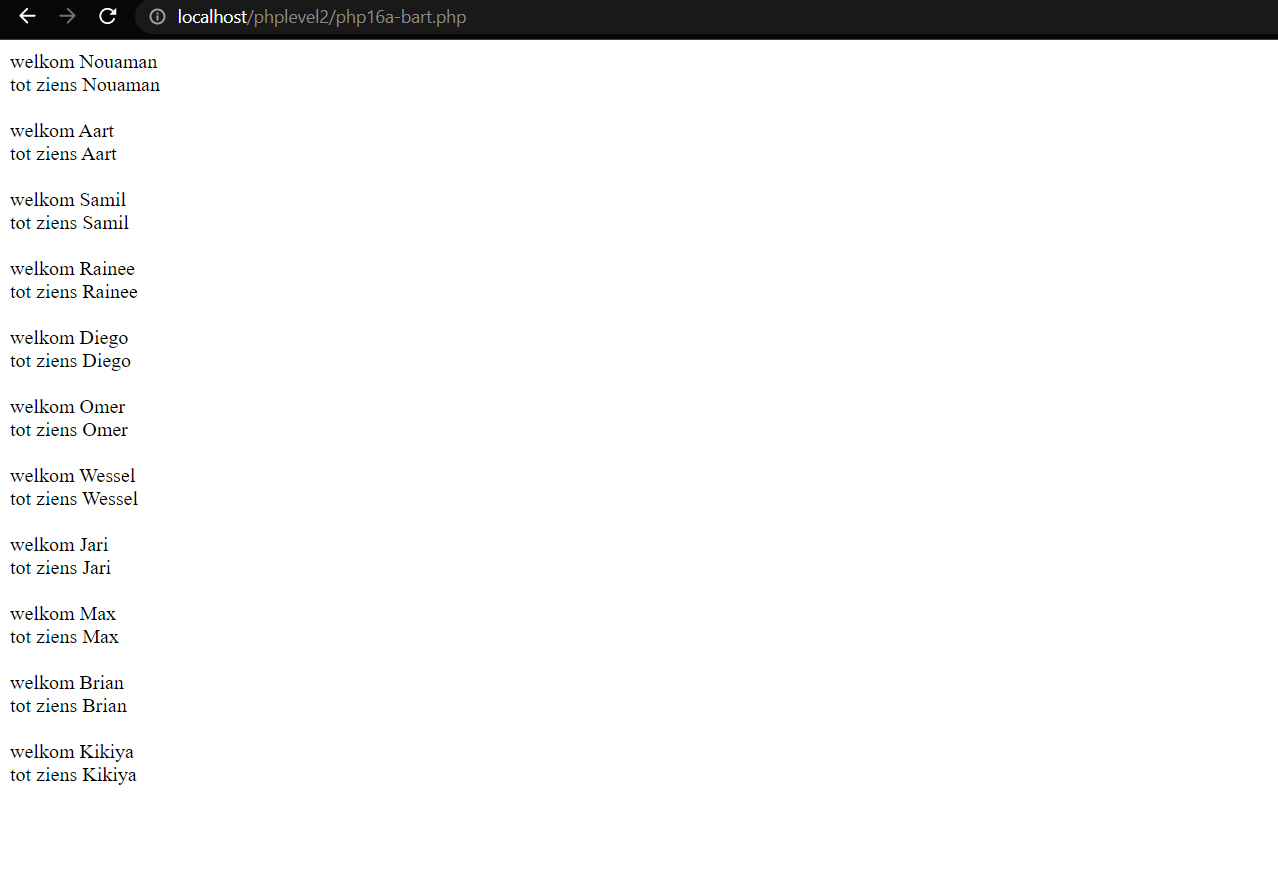 localhost/phplevel2/php16a-bart.php
welkom Nouaman
tot ziens Nouaman
welkom Aart
tot ziens Aart
welkom Samil
tot ziens Samil
welkom Rainee
tot ziens Rainee
welkom Diego
tot ziens Diego
welkom Omer
tot ziens Omer
welkom Wessel
tot ziens Wessel
welkom Jari
tot ziens Jari
welkom Max
tot ziens Max
welkom Brian
tot ziens Brian
welkom Kikiya
tot ziens Kikiya